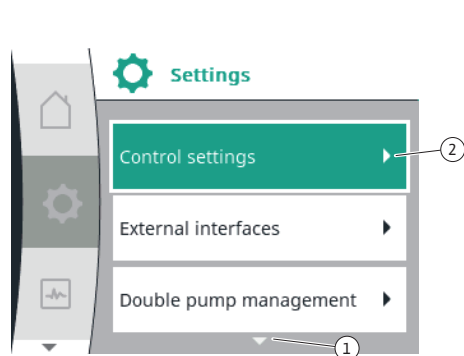 Settings
Control settings
2
External interfaces
Double pump management
1